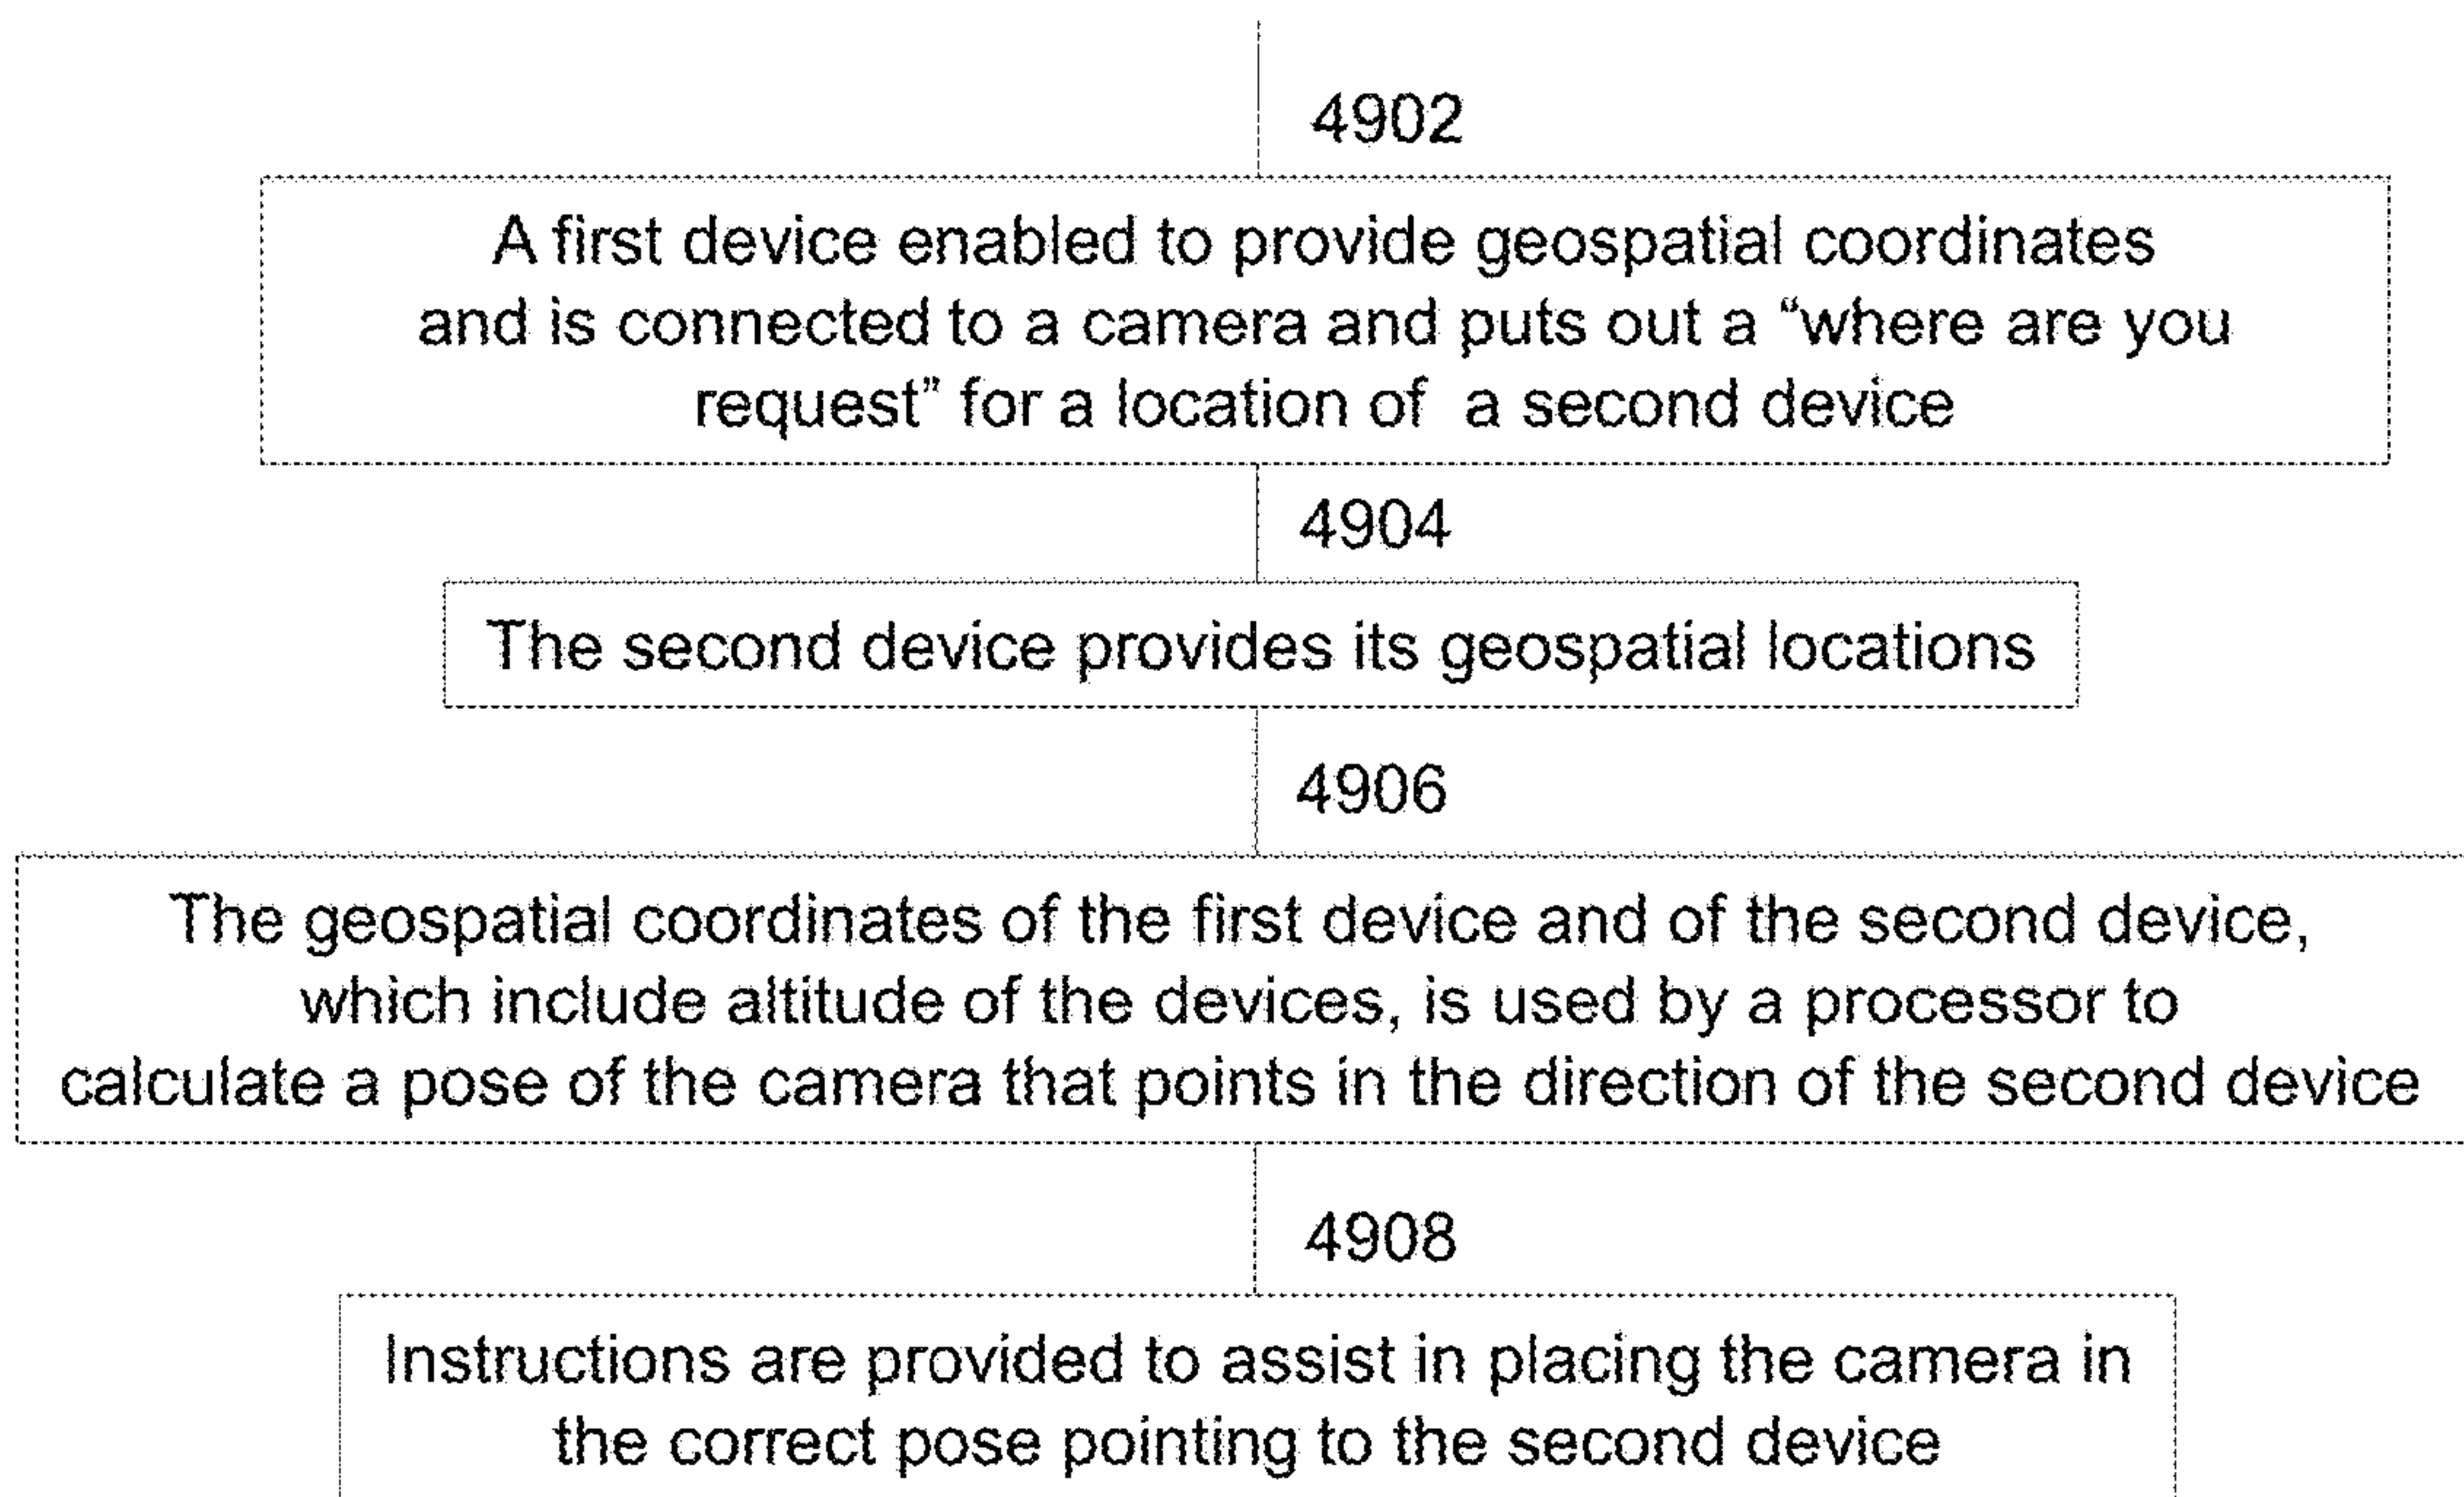 4902
A first device enabled to provide geospatial coordinates
and is connected to a camera and puts out a “where are you
request” for a location of a second device
4904
The second device provides its geospatial locations
4906
The geospatial coordinates of the first device and of the second device,
which include altitude of the devices, is used by a processor to
calculate a pose of the camera that points in the direction of the second device
4908
Instructions are provided to assist in placing the camera in
the correct pose pointing to the second device